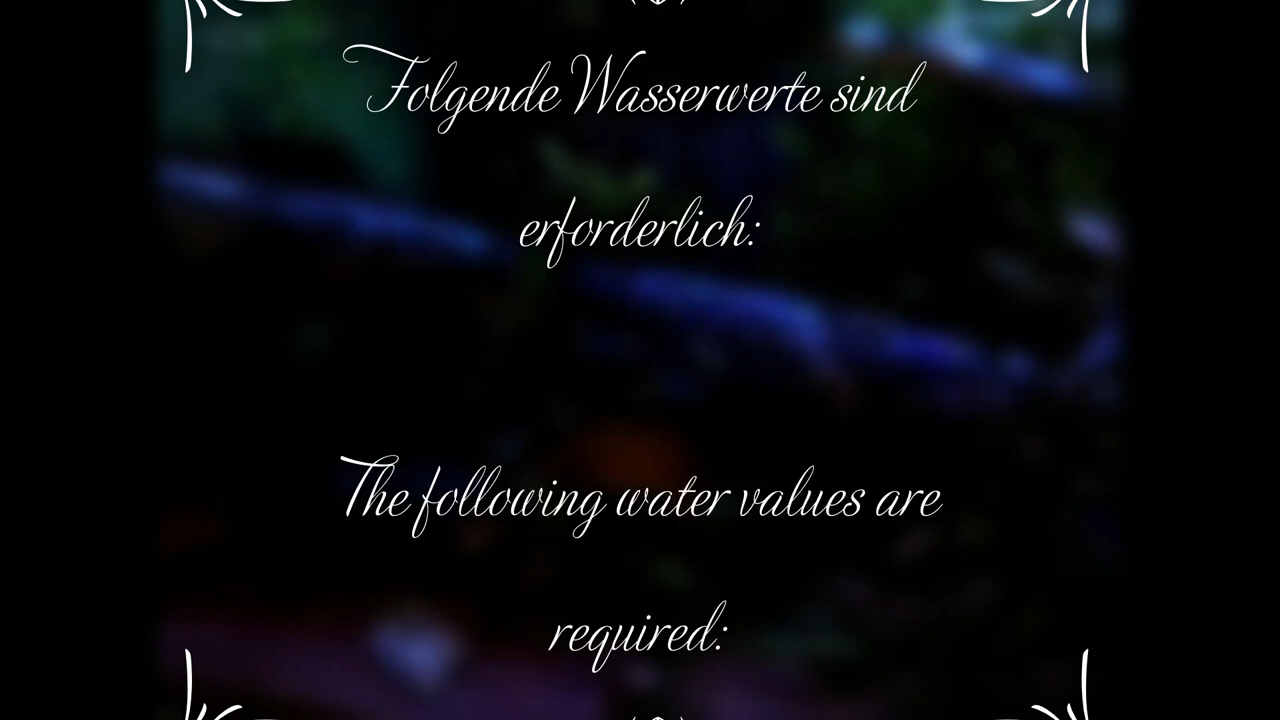 Folgende Wasserwerte sind
erforderlich:
The following water values are
required: